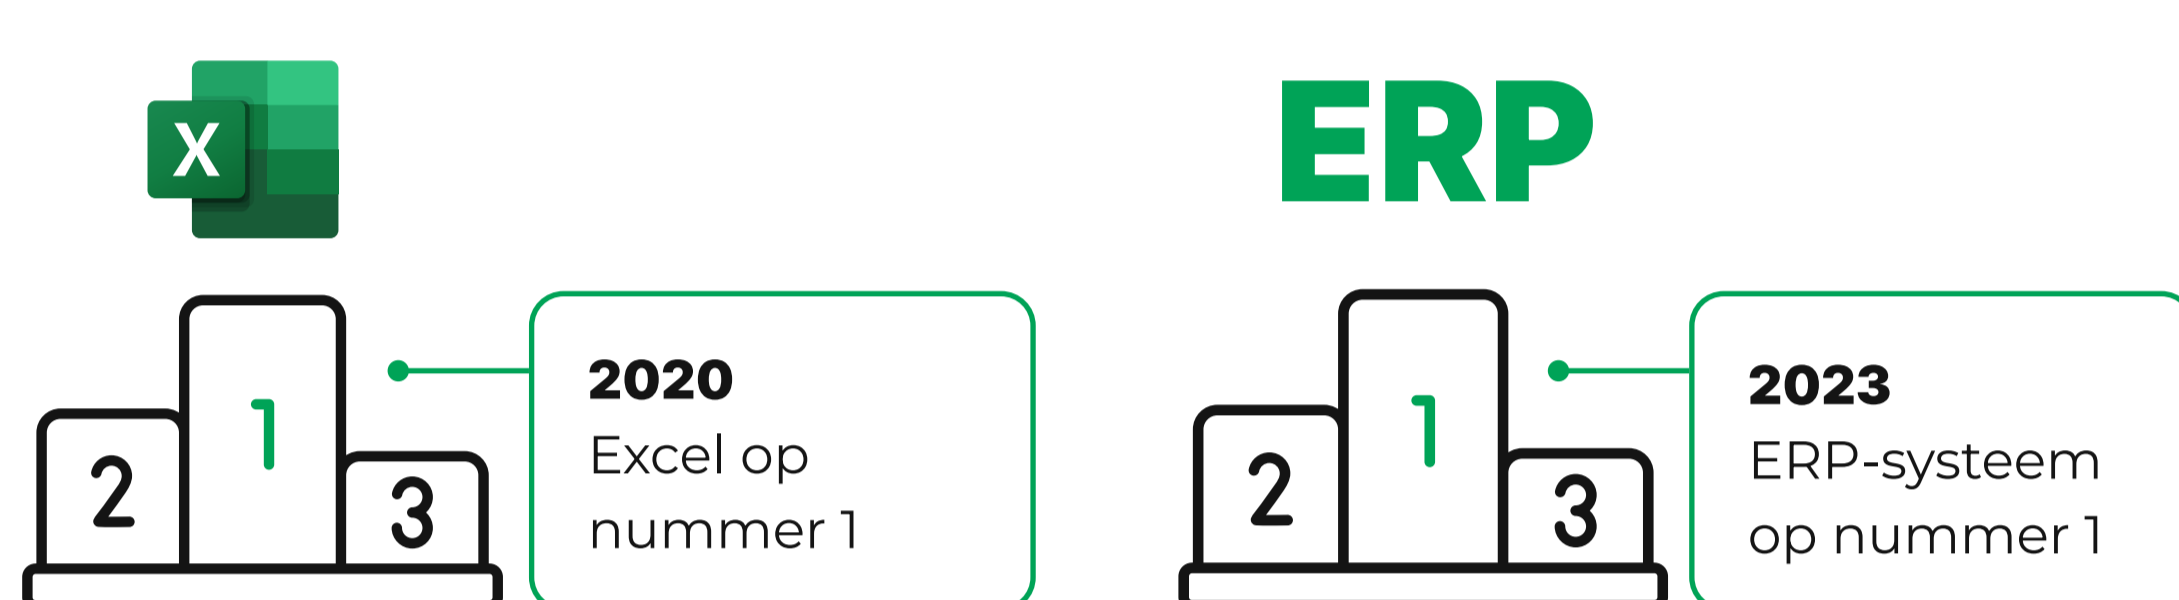 X
ERP
2
1
3
2020
Excel op
nummer 1
2
1
3
2023
ERP-systeem
op nummer 1